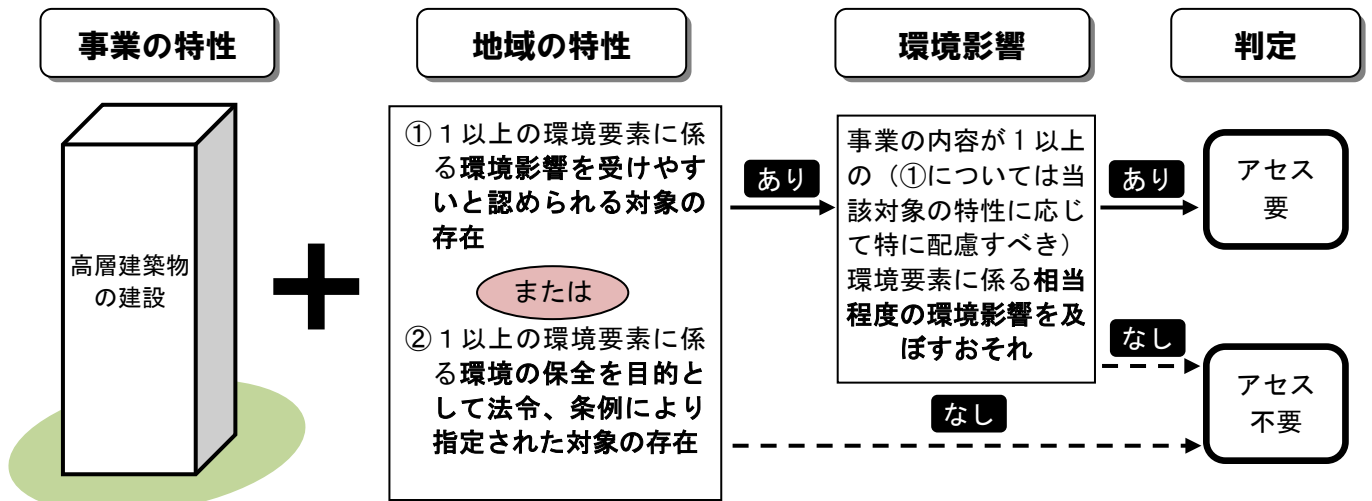 事業の特性
地域の特性
環境影響
判定
高層建築物
の建設
①１以上の環境要素に係
る環境影響を受けやす
いと認められる対象の
存在
または
②１以上の環境要素に係
る環境の保全を目的と
して法令、条例により
指定された対象の存在
あり
事業の内容が１以上
の（①については当
該対象の特性に応じ
て特に配慮すべき）
環境要素に係る相当
程度の環境影響を及
ぼすおそれ
あり
アセス
要
なし
なし
アセス
不要